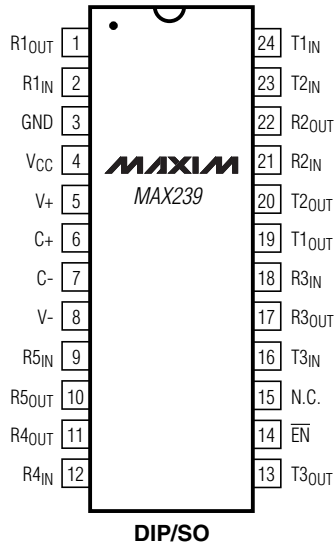 R1OUT 1 24 T1IN
R1IN 2 23 T2IN
GND 3 22 R2OUT
VCC 4 MAXIM 21 R2IN
V+ 5 MAX239 20 T2OUT
C+ 6 19 T1OUT
C- 7 18 R3IN
V- 8 17 R3OUT
R5IN 9 16 T3IN
R5OUT 10 15 N.C.
R4OUT 11 14 E̅N̅
R4IN 12 13 T3OUT
DIP/SO